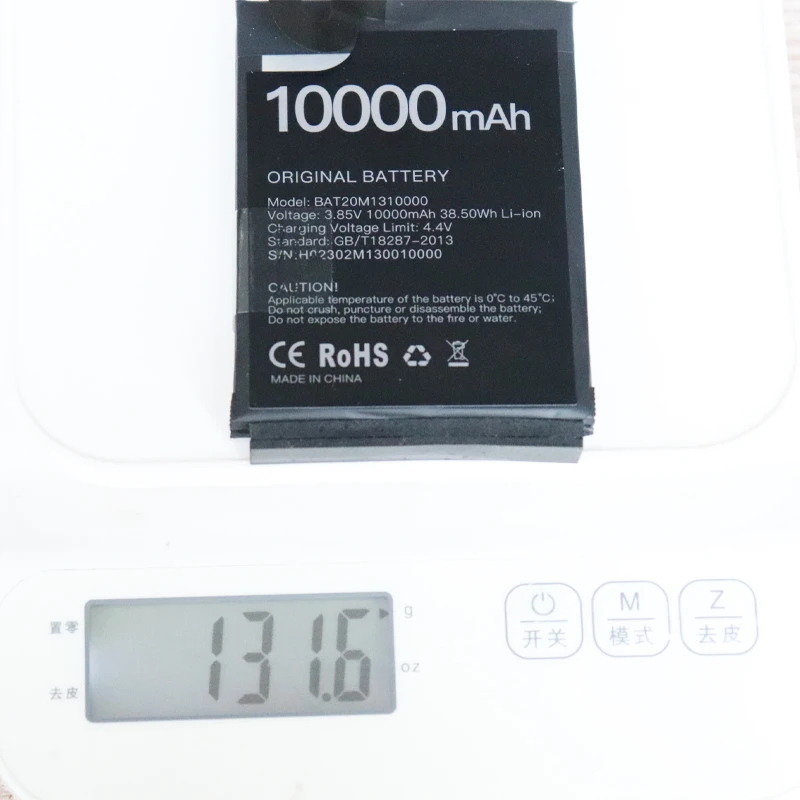 10000 mAh
ORIGINAL BATTERY
Model: BAT20M1310000
Voltage: 3.85V 10000mAh 38.50Wh Li-ion
Charging Voltage Limit: 4.4V
Standard: GB/T18287-2013
S/N:H02302M130010000
CAUTION!
Applicable temperature of the battery is 0°C to 45°C;
Do not crush, puncture or disassemble the battery;
Do not expose the battery to the fire or water.
CE RoHS
MADE IN CHINA
置零 131.6 g
去皮 oz
开关 M 模式 Z 去皮